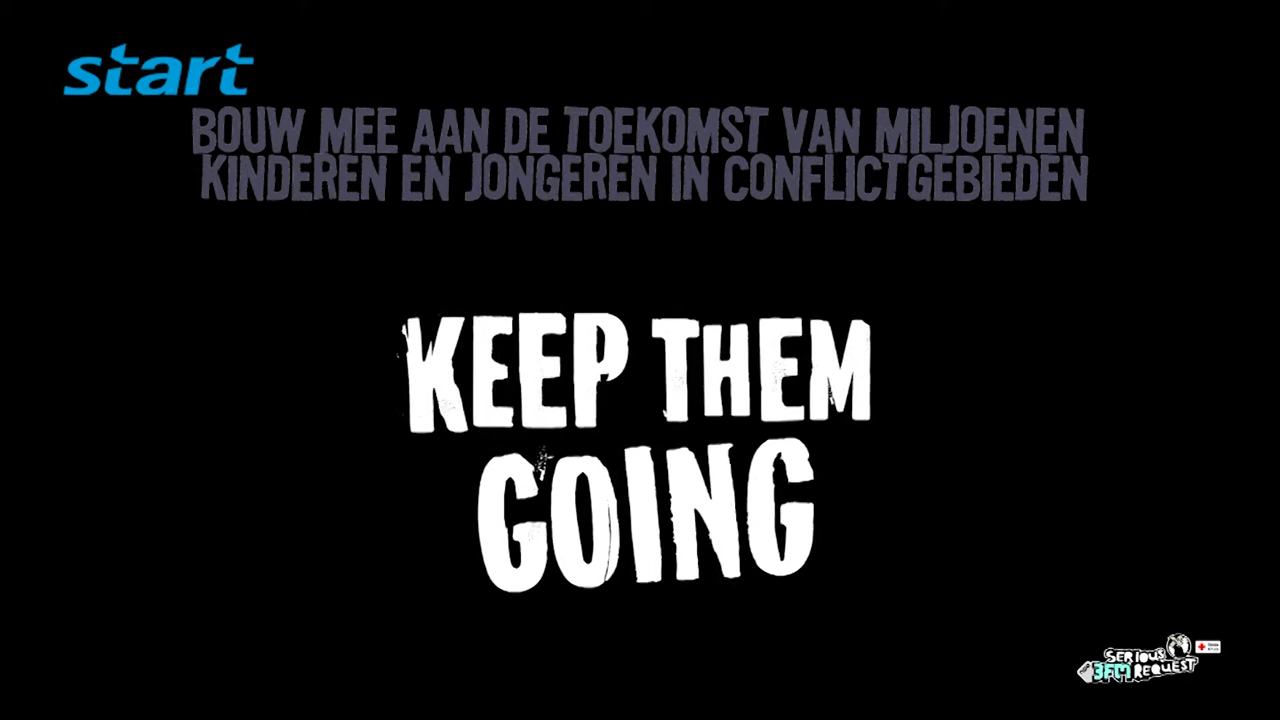 start
BOUW MEE AAN DE TOEKOMST VAN MILJOENEN
KINDEREN EN JONGEREN IN CONFLICTGEBIEDEN
KEEP THEM
GOING
SERIOUS
3FM REQUEST